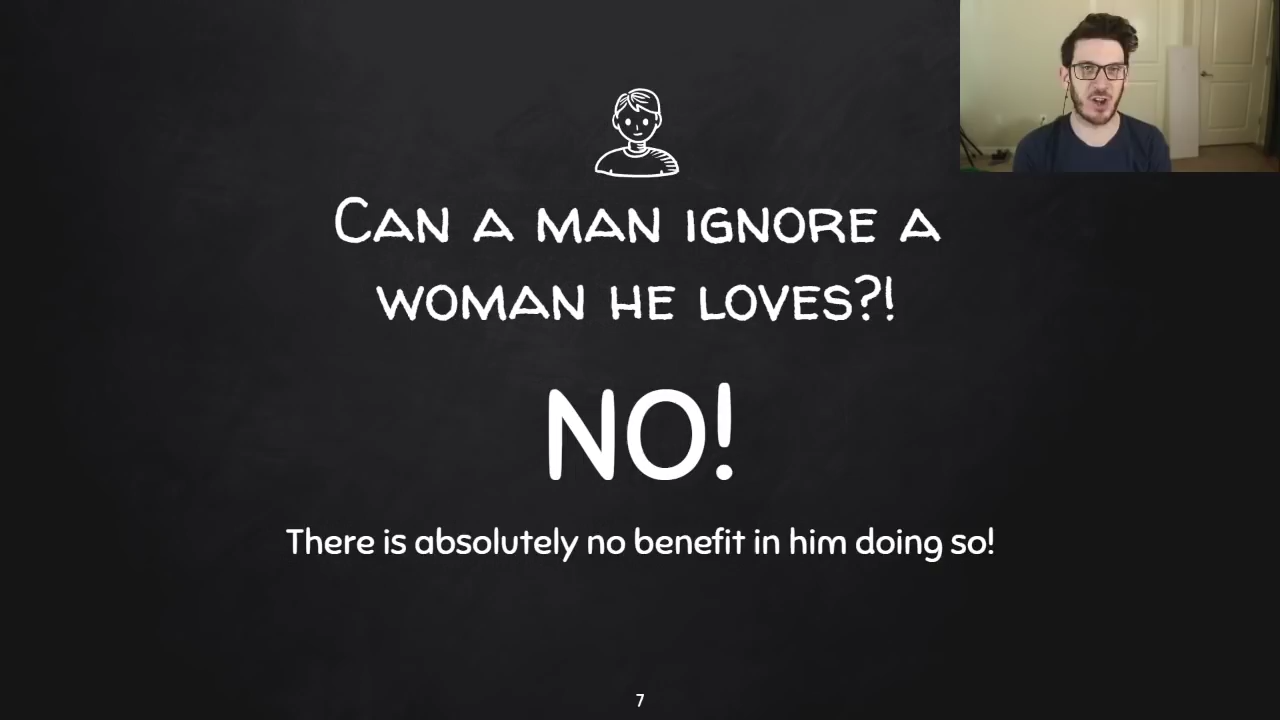 Can a man ignore a
woman he loves?!
NO!
There is absolutely no benefit in him doing so!
7